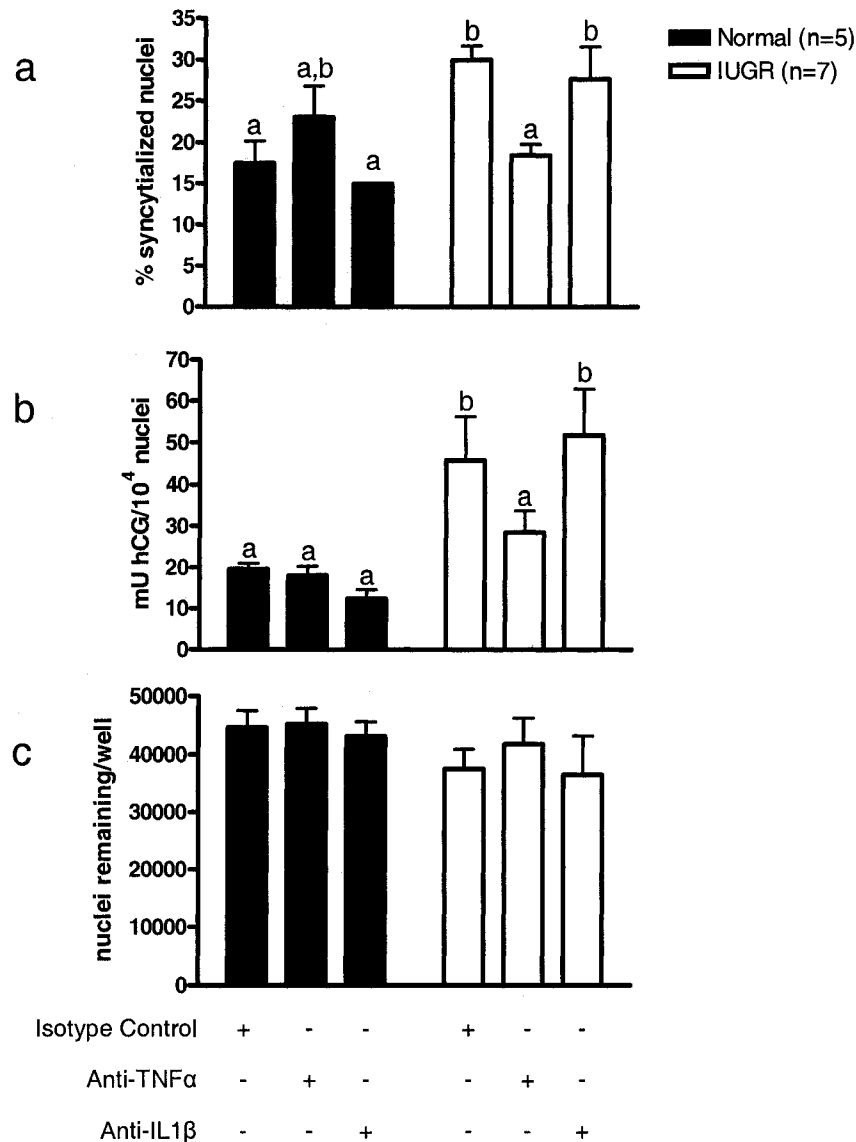 a
% syncytialized nuclei
35
30
25
20
15
10
5
0
a
a,b
a
b
a
b
Normal (n=5)
IUGR (n=7)
b
mU hCG/10⁴ nuclei
70
60
50
40
30
20
10
0
a
a
a
b
a
b
c
nuclei remaining/well
50000
40000
30000
20000
10000
0
Isotype Control + - - + - -
Anti-TNFα - + - - + -
Anti-IL1β - - + - - +